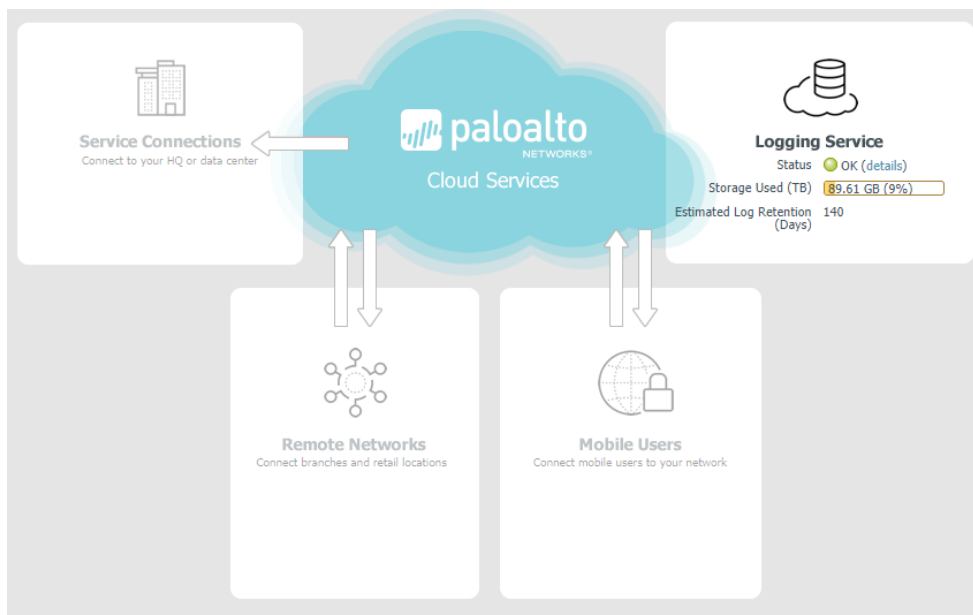 Service Connections
Connect to your HQ or data center
paloalto
NETWORKS®
Cloud Services
Logging Service
Status OK (details)
Storage Used (TB) 89.61 GB (9%)
Estimated Log Retention 140
(Days)
Remote Networks
Connect branches and retail locations
Mobile Users
Connect mobile users to your network